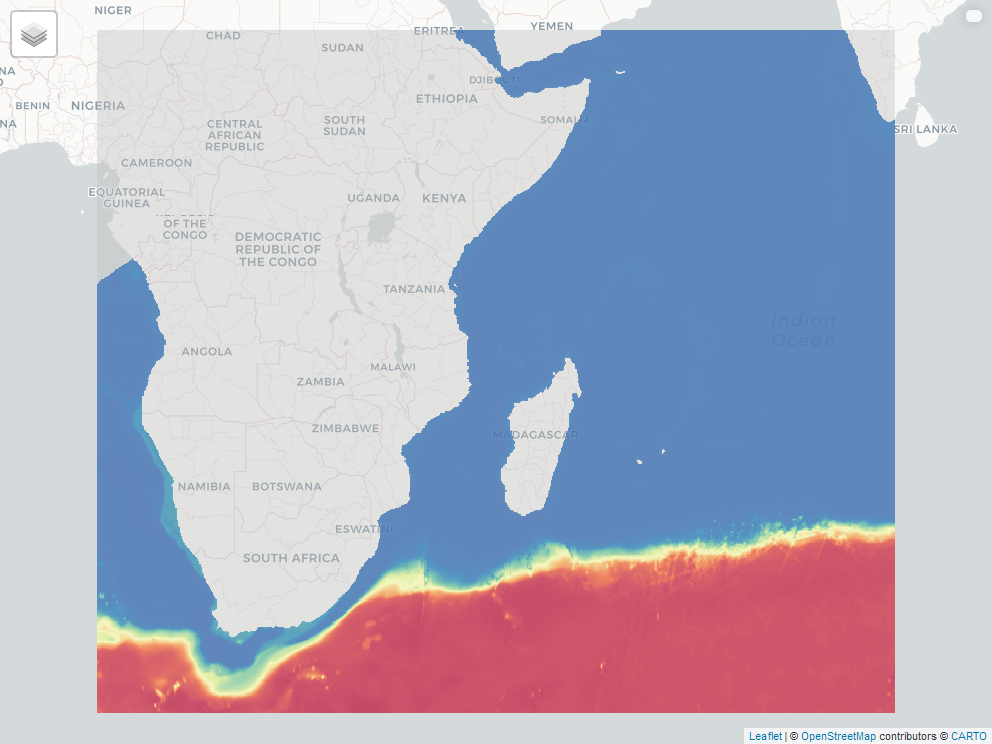 NIGER
YEMEN
ERITREA
CHAD
SUDAN
DJIBOUTI
NA
ETHIOPIA
BENIN
NIGERIA
SOMALIA
NA
CENTRAL
AFRICAN
REPUBLIC
SOUTH
SUDAN
SRI LANKA
CAMEROON
EQUATORIAL
GUINEA
UGANDA
KENYA
OF THE
CONGO
DEMOCRATIC
REPUBLIC OF
THE CONGO
TANZANIA
Indian
Ocean
ANGOLA
MALAWI
ZAMBIA
ZIMBABWE
MADAGASCAR
NAMIBIA
BOTSWANA
ESWATINI
SOUTH AFRICA
Leaflet | © OpenStreetMap contributors © CARTO